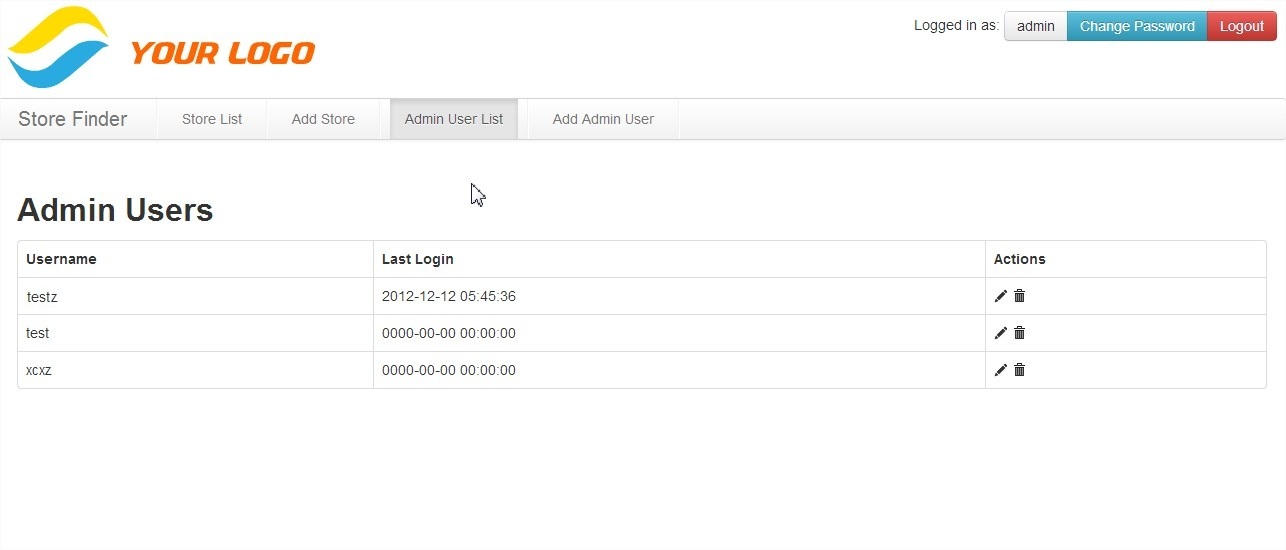 YOUR LOGO
Logged in as: admin Change Password Logout
Store Finder Store List Add Store Admin User List Add Admin User
Admin Users
Username Last Login Actions
testz 2012-12-12 05:45:36
test 0000-00-00 00:00:00
xcxz 0000-00-00 00:00:00